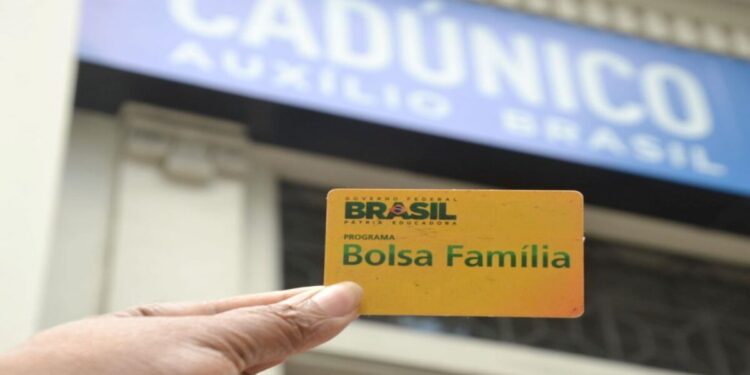 CADÚNICO
AUXÍLIO BRASIL
GOVERNO FEDERAL
BRASIL
PÁTRIA EDUCADORA
PROGRAMA
Bolsa Família